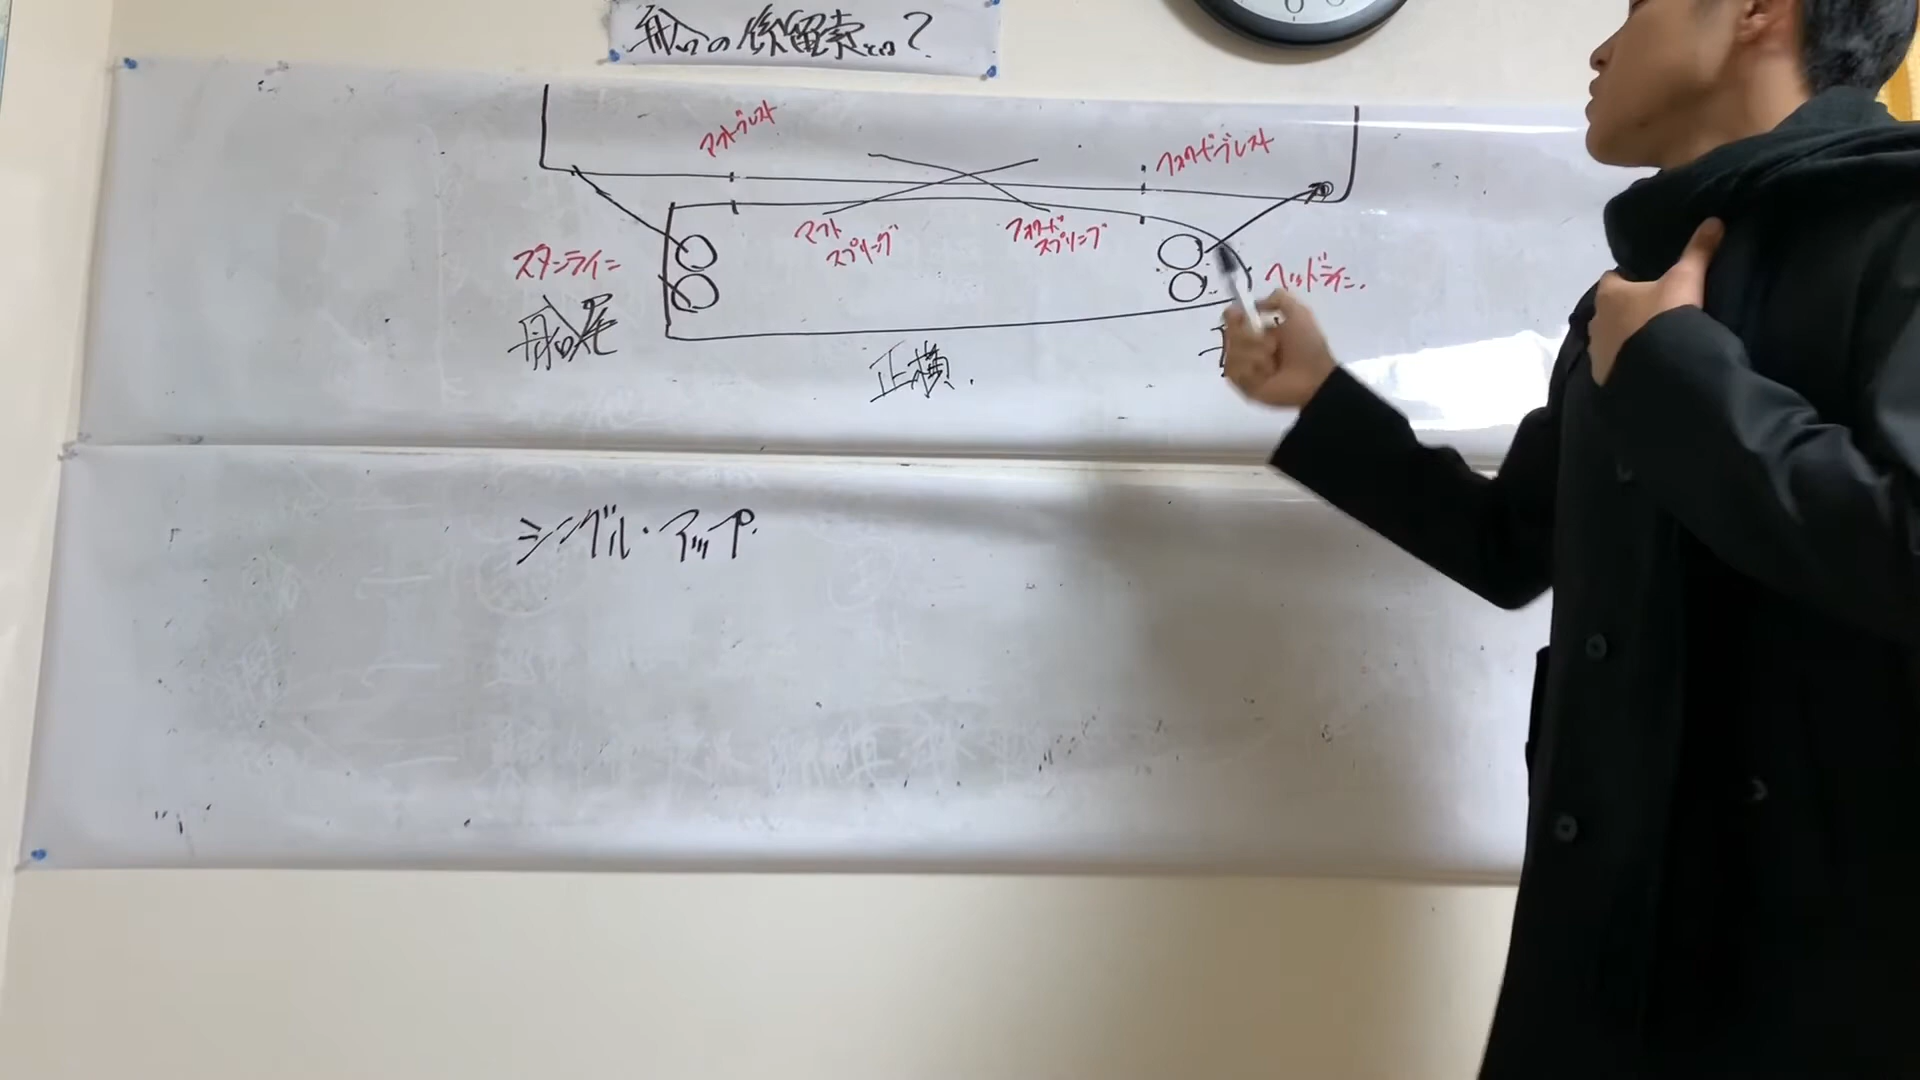 船の係留索とは?
アフトブレスト
フォワードブレスト
アフト
スプリング
フォワード
スプリング
スターンライン
ヘッドライン.
船尾
正横.
シングル・アップ.